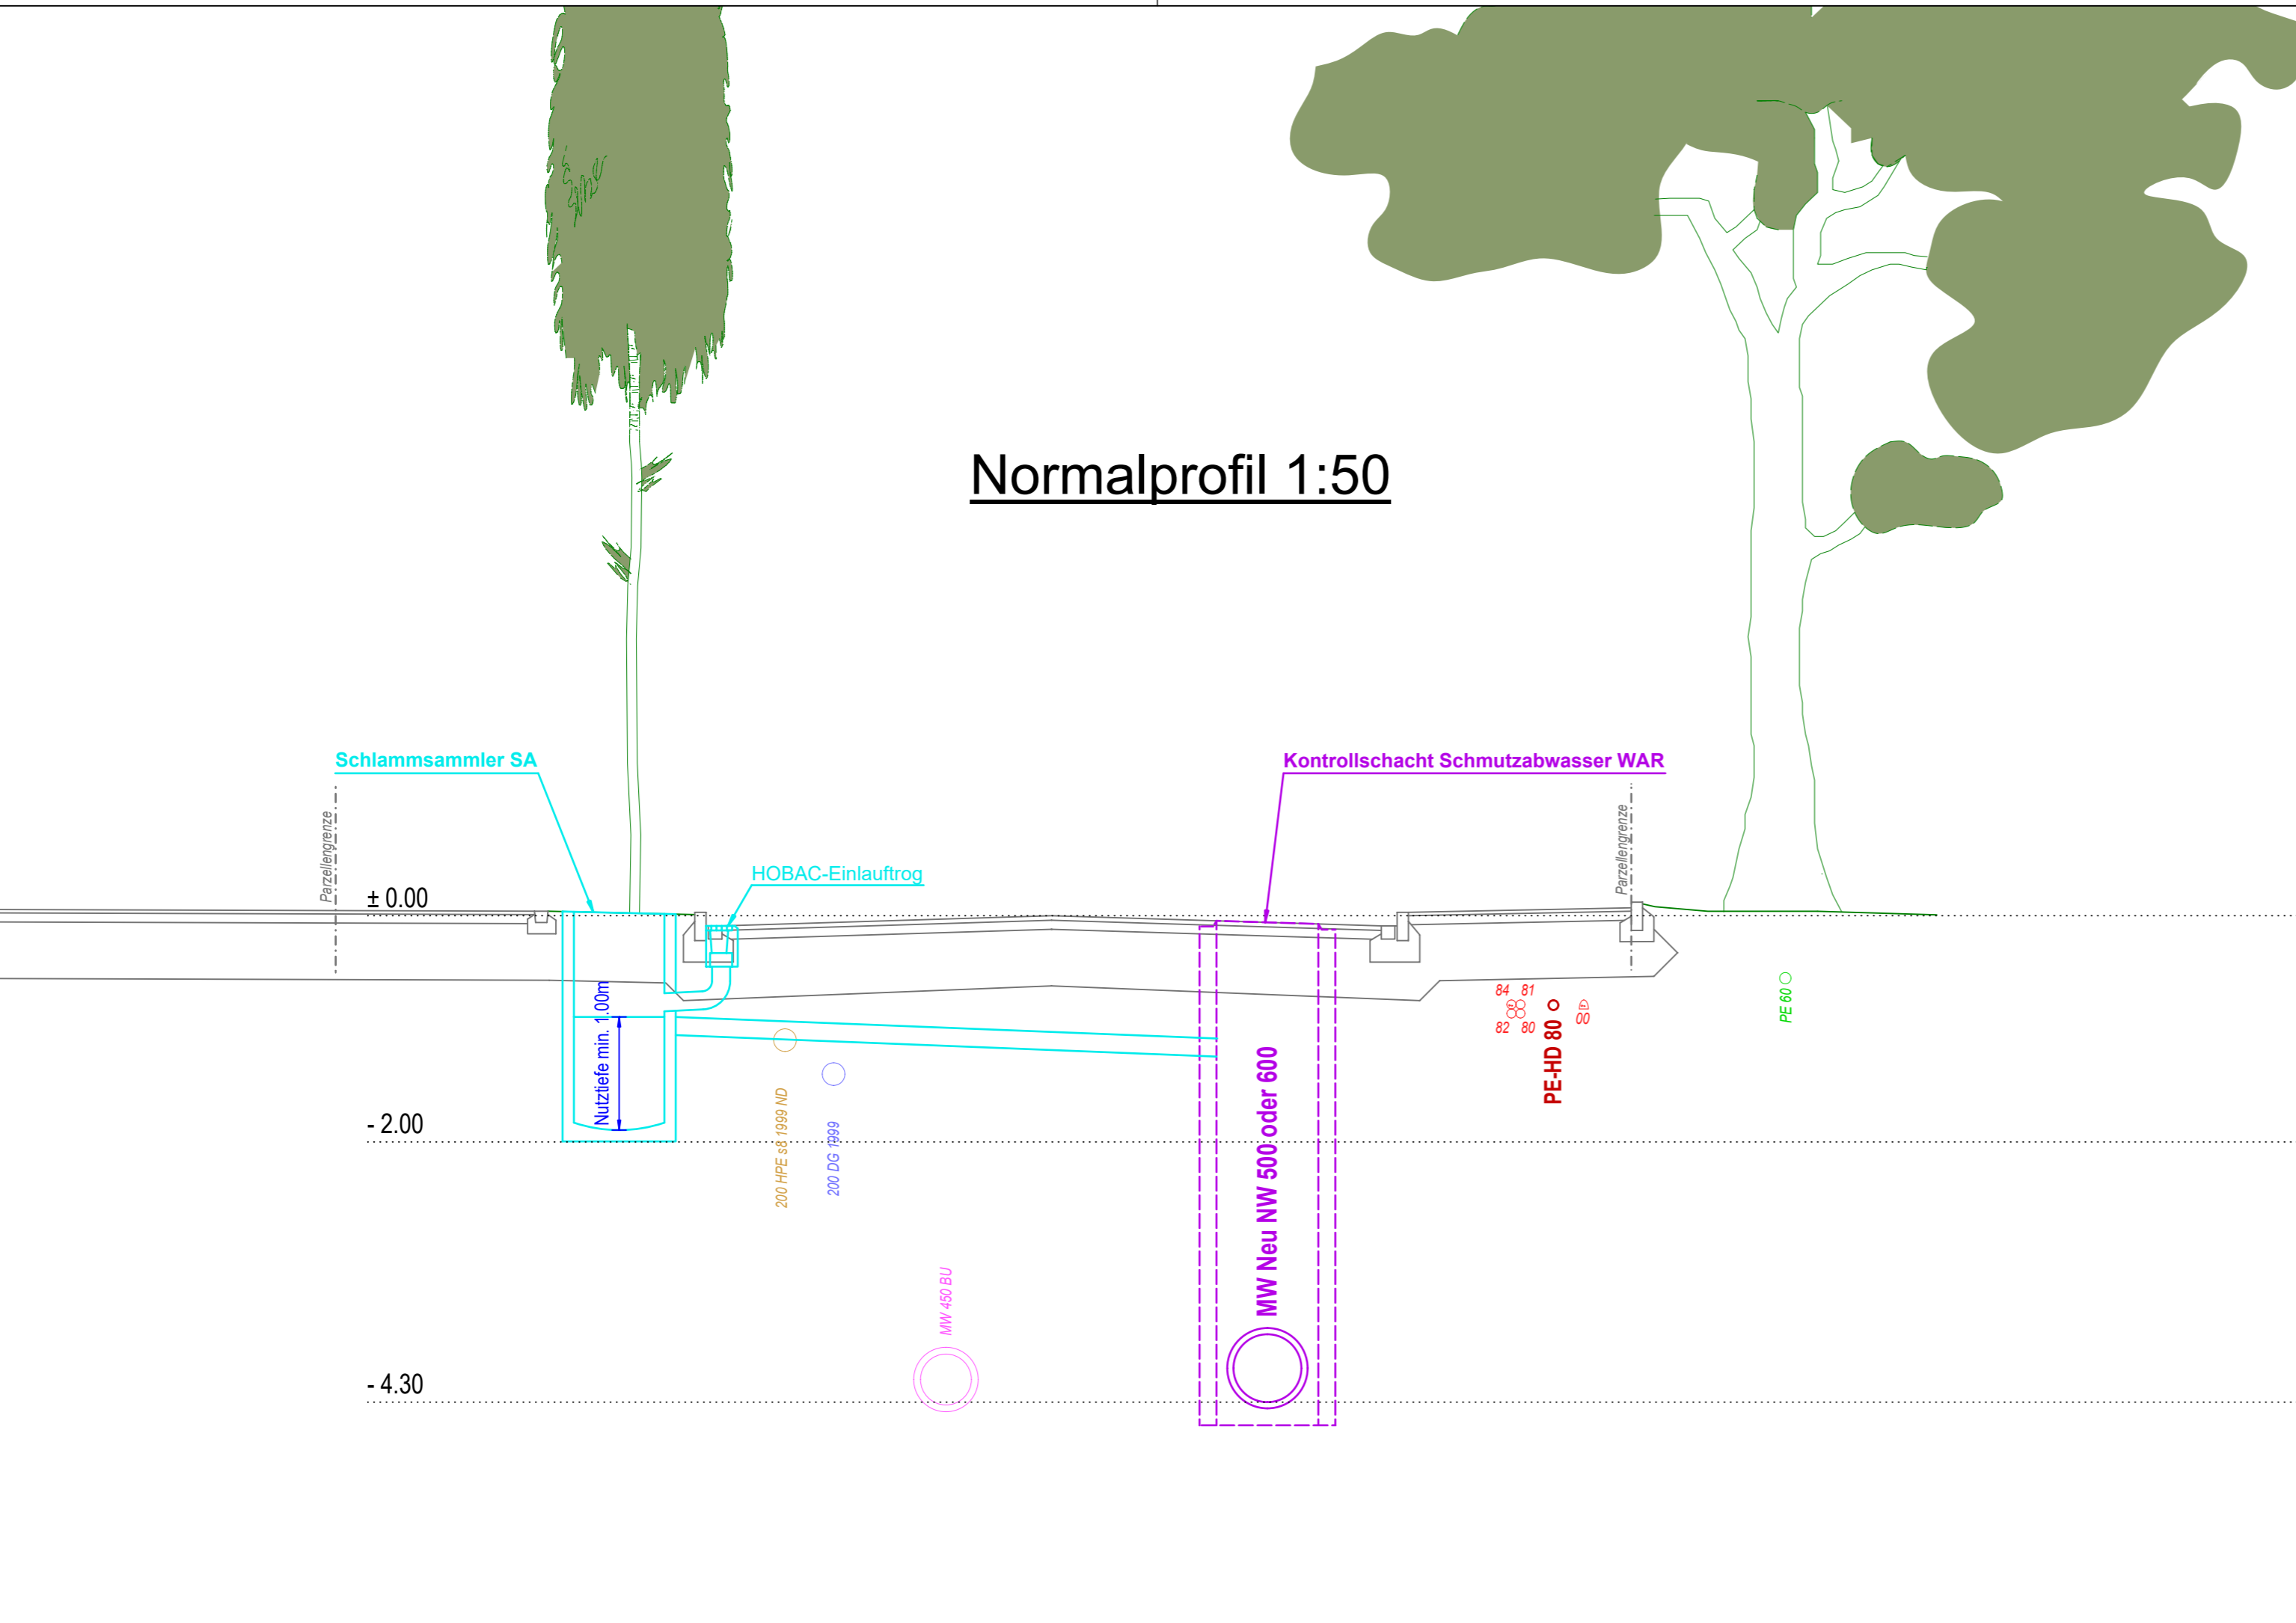 Normalprofil 1:50
Schlammsammler SA
Kontrollschacht Schmutzabwasser WAR
Parzellengrenze
Parzellengrenze
HOBAC-Einlauftrog
± 0.00
Nutztiefe min. 1.00m
84 81
82 80
PE-HD 80
00
PE 60
- 2.00
200 HPE s8 1999 ND
200 DG 1999
MW Neu NW 500 oder 600
MW 450 BU
- 4.30